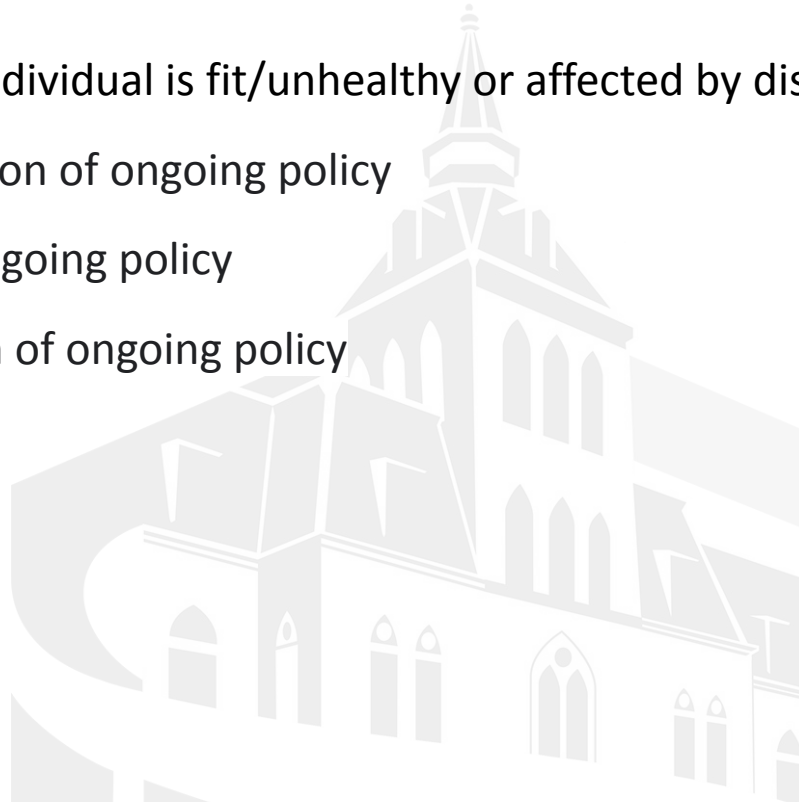 dividual is fit/unhealthy or affected by dis
on of ongoing policy
going policy
n of ongoing policy